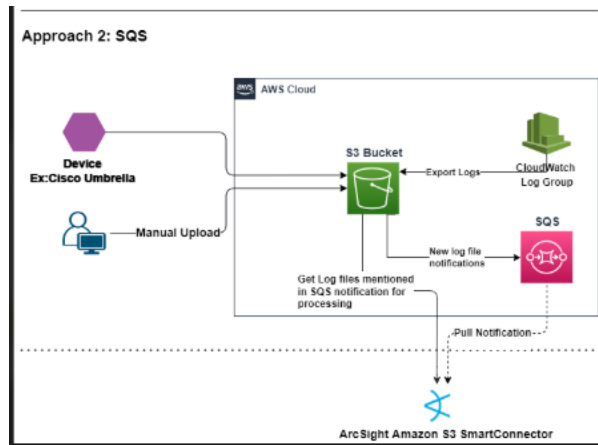 Approach 2: SQS
aws
AWS Cloud
Device
Ex:Cisco Umbrella
S3 Bucket
Export Logs
CloudWatch
Log Group
Manual Upload
SQS
New log file
notifications
Get Log files mentioned
in SQS notification for
processing
Pull Notification
ArcSight Amazon S3 SmartConnector